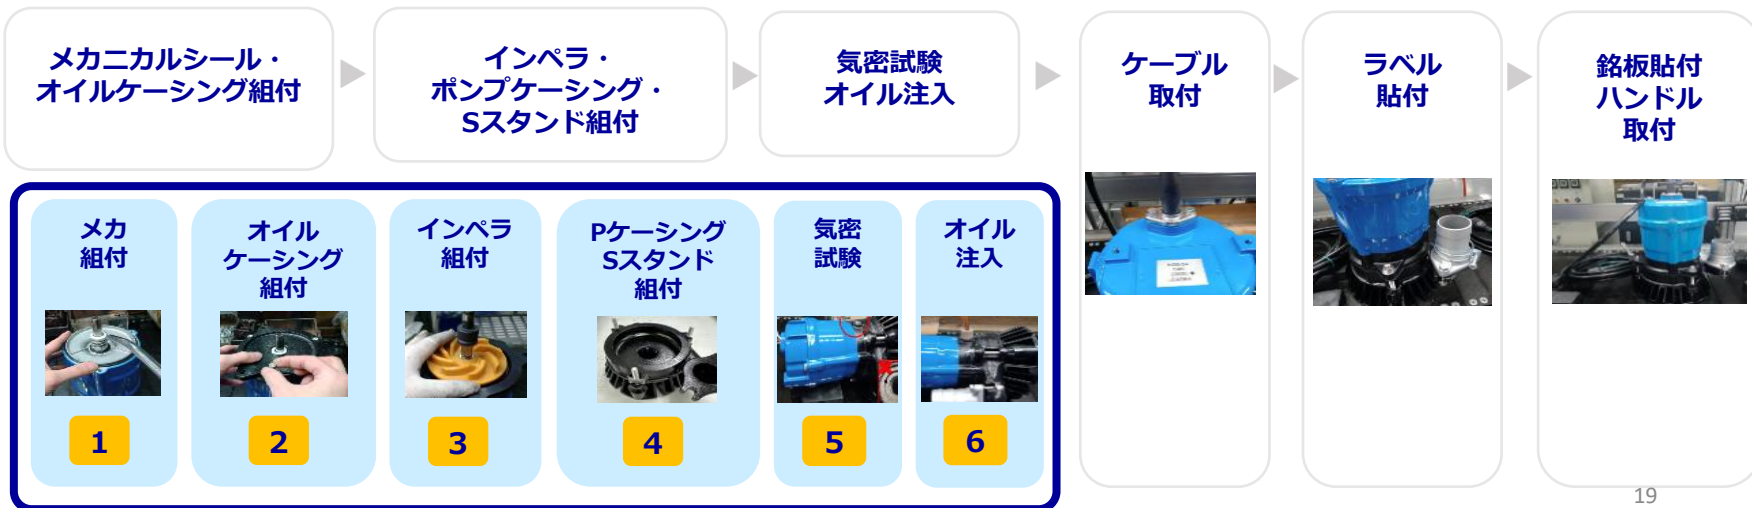 メカニカルシール・
オイルケーシング組付
インペラ・
ポンプケーシング・
Sスタンド組付
気密試験
オイル注入
ケーブル
取付
ラベル
貼付
銘板貼付
ハンドル
取付
メカ
組付
1
オイル
ケーシング
組付
2
インペラ
組付
3
Pケーシング
Sスタンド
組付
4
気密
試験
5
オイル
注入
6
19